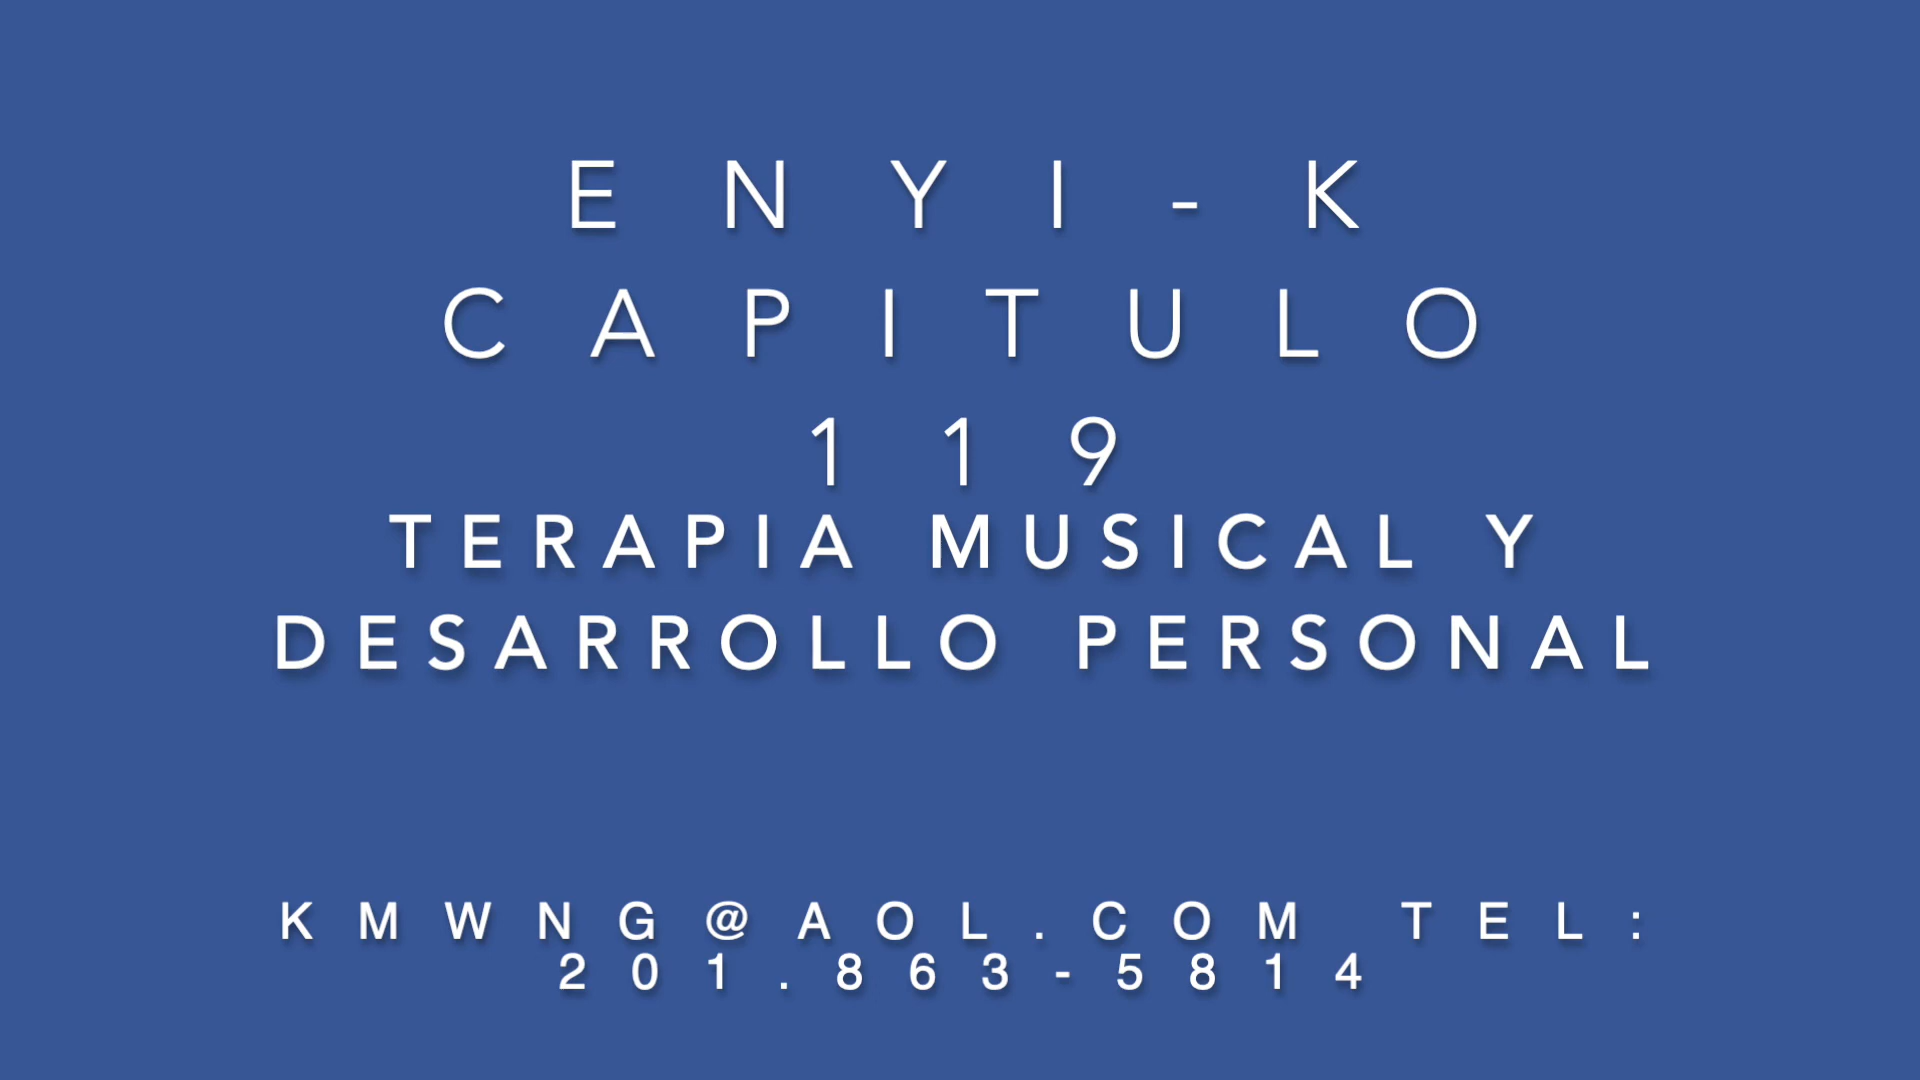 ENYI-K
CAPITULO
119
TERAPIA MUSICAL Y
DESARROLLO PERSONAL
KMWNG@AOL.COM TEL:
201.863-5814